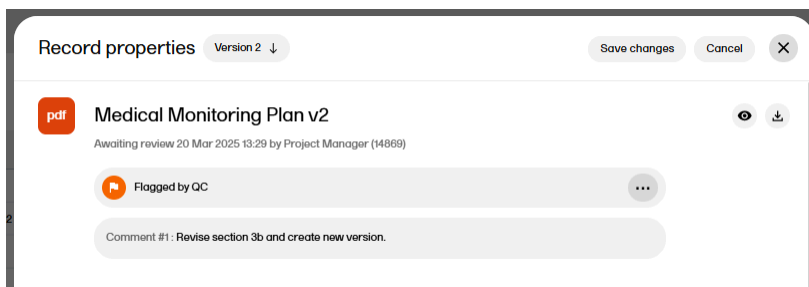 Record properties
Version 2 ↓
Save changes
Cancel
pdf
Medical Monitoring Plan v2
Awaiting review 20 Mar 2025 13:29 by Project Manager (14869)
Flagged by QC
...
2
Comment #1 : Revise section 3b and create new version.